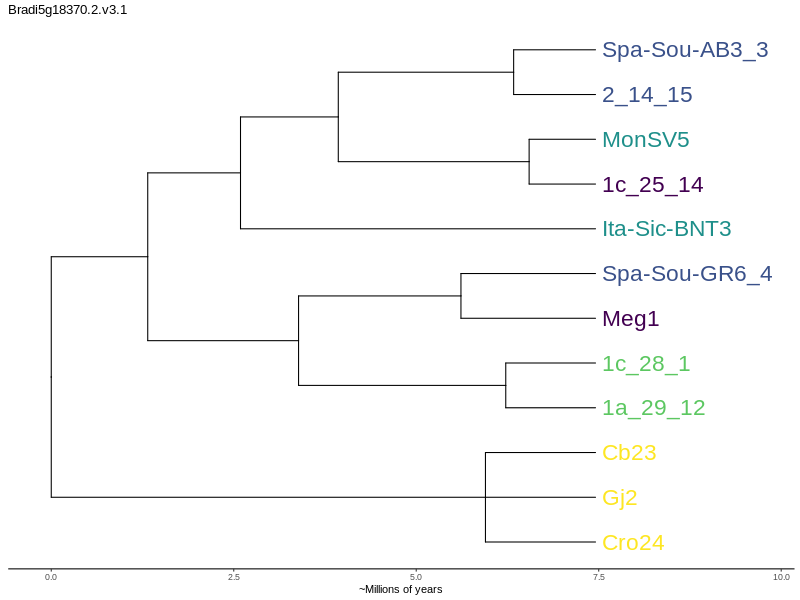 Bradi5g18370.2.v3.1
Spa-Sou-AB3_3
2_14_15
MonSV5
1c_25_14
Ita-Sic-BNT3
Spa-Sou-GR6_4
Meg1
1c_28_1
1a_29_12
Cb23
Gj2
Cro24
0.0 2.5 5.0 7.5 10.0
~Millions of years